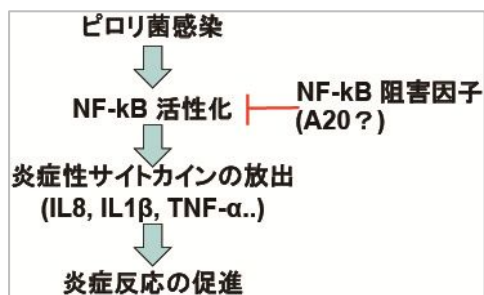 ピロリ菌感染
NF-kB 活性化
NF-kB 阻害因子
(A20？)
炎症性サイトカインの放出
(IL8, IL1β, TNF-α..)
炎症反応の促進